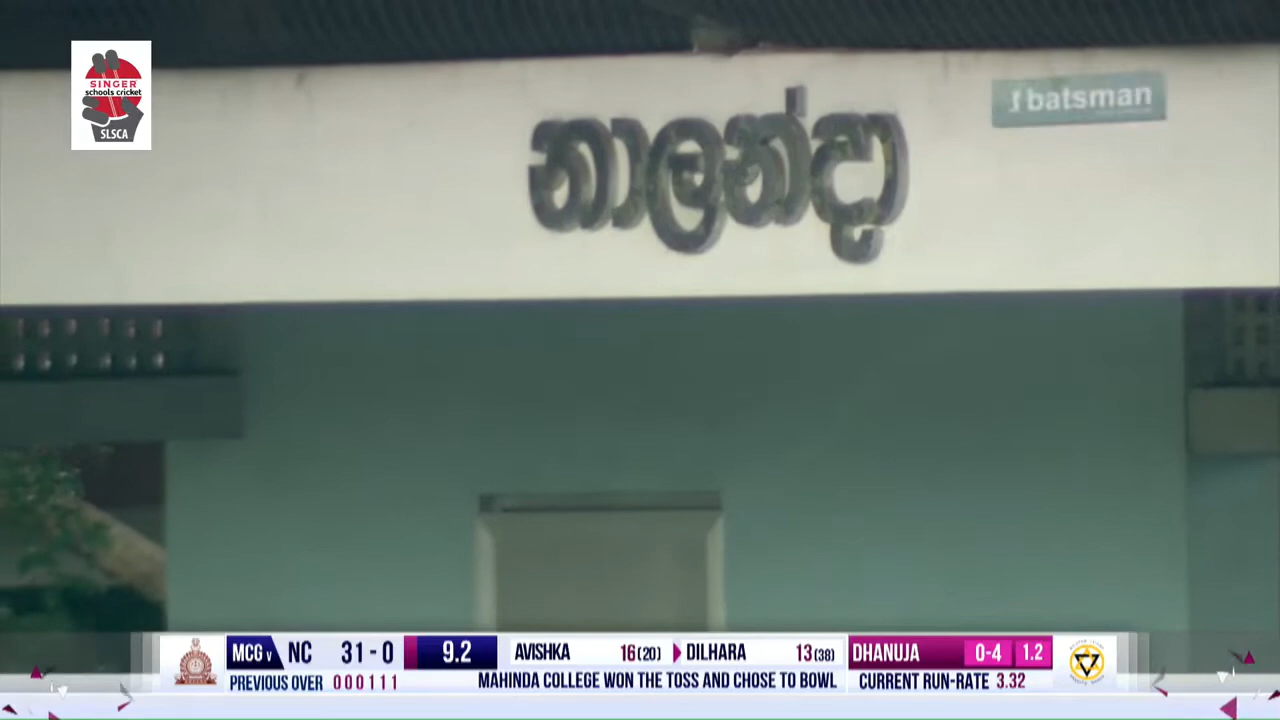 SINGER
schools cricket
SLSCA
නාලන්දා
batsman
MCG v NC 31-0 9.2 AVISHKA 16(20) DILHARA 13(38) DHANUJA 0-4 1.2
PREVIOUS OVER 0 0 0 1 1 1 MAHINDA COLLEGE WON THE TOSS AND CHOSE TO BOWL CURRENT RUN-RATE 3.32